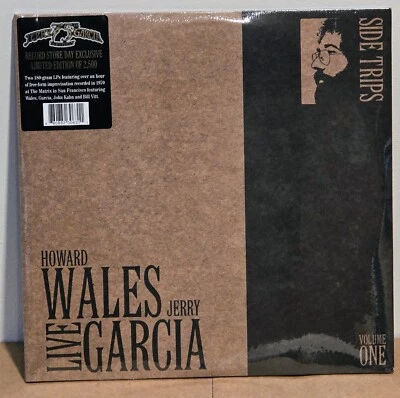 JERRY GARCIA
RECORD STORE DAY EXCLUSIVE
LIMITED EDITION OF 2,500
Two 180-gram LPs featuring over an hour
of free-form improvisation recorded in 1970
at The Matrix in San Francisco featuring
Wales, Garcia, John Kahn and Bill Vitt.
SIDE TRIPS
HOWARD
WALES
JERRY
GARCIA
LIVE
VOLUME
ONE